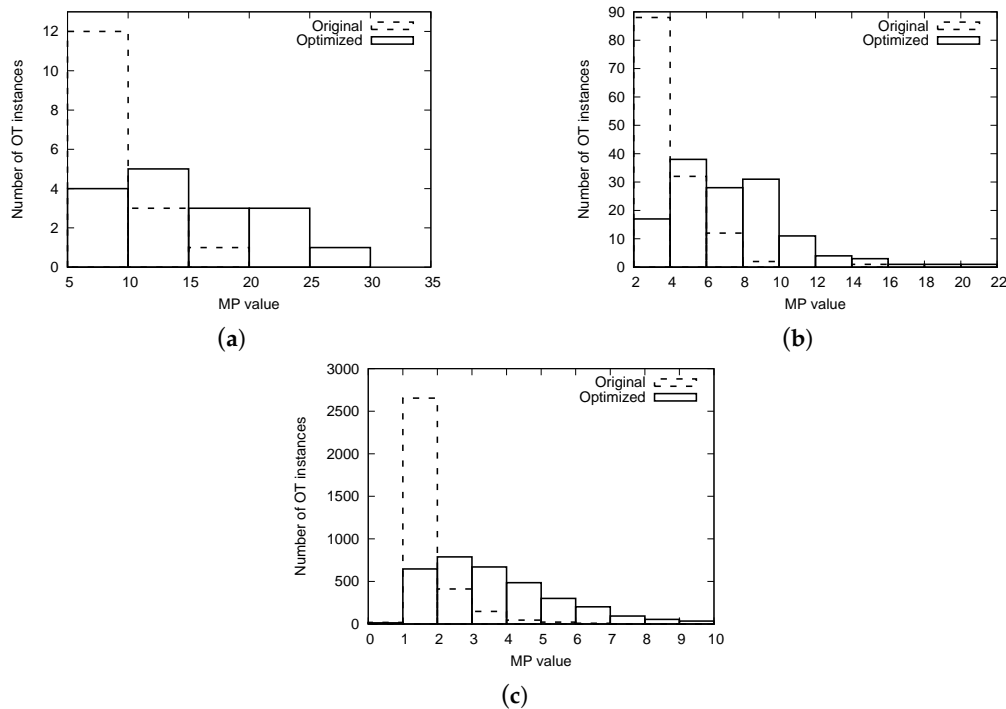 12
10
8
6
4
2
0
5 10 15 20 25 30 35
Number of OT instances
MP value
Original
Optimized
(a)
90
80
70
60
50
40
30
20
10
0
2 4 6 8 10 12 14 16 18 20 22
Number of OT instances
MP value
Original
Optimized
(b)
3000
2500
2000
1500
1000
500
0
0 1 2 3 4 5 6 7 8 9 10
Number of OT instances
MP value
Original
Optimized
(c)